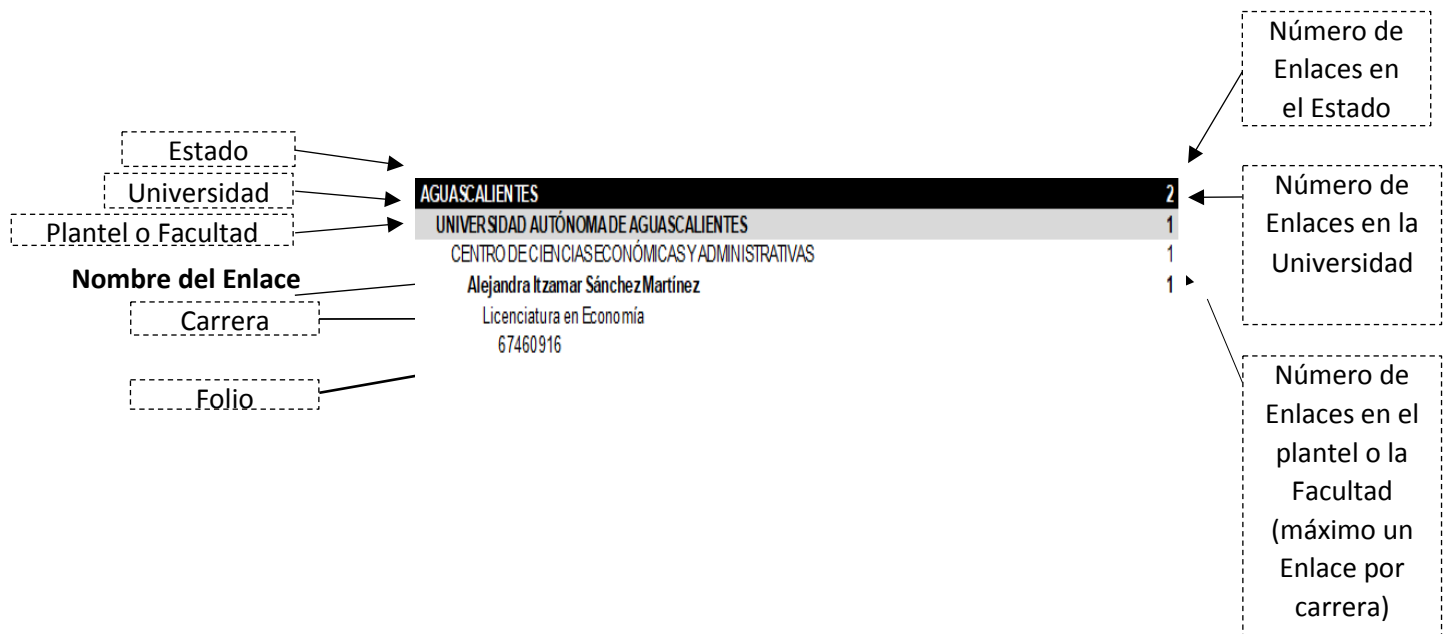 Número de
Enlaces en
el Estado
Estado
Universidad
Plantel o Facultad
Nombre del Enlace
Carrera
Folio
AGUASCALIENTES 2
UNIVERSIDAD AUTÓNOMA DE AGUASCALIENTES 1
CENTRO DE CIENCIAS ECONÓMICAS Y ADMINISTRATIVAS 1
Alejandra Itzamar Sánchez Martínez 1
Licenciatura en Economía
67460916
Número de
Enlaces en la
Universidad
Número de
Enlaces en el
plantel o la
Facultad
(máximo un
Enlace por
carrera)